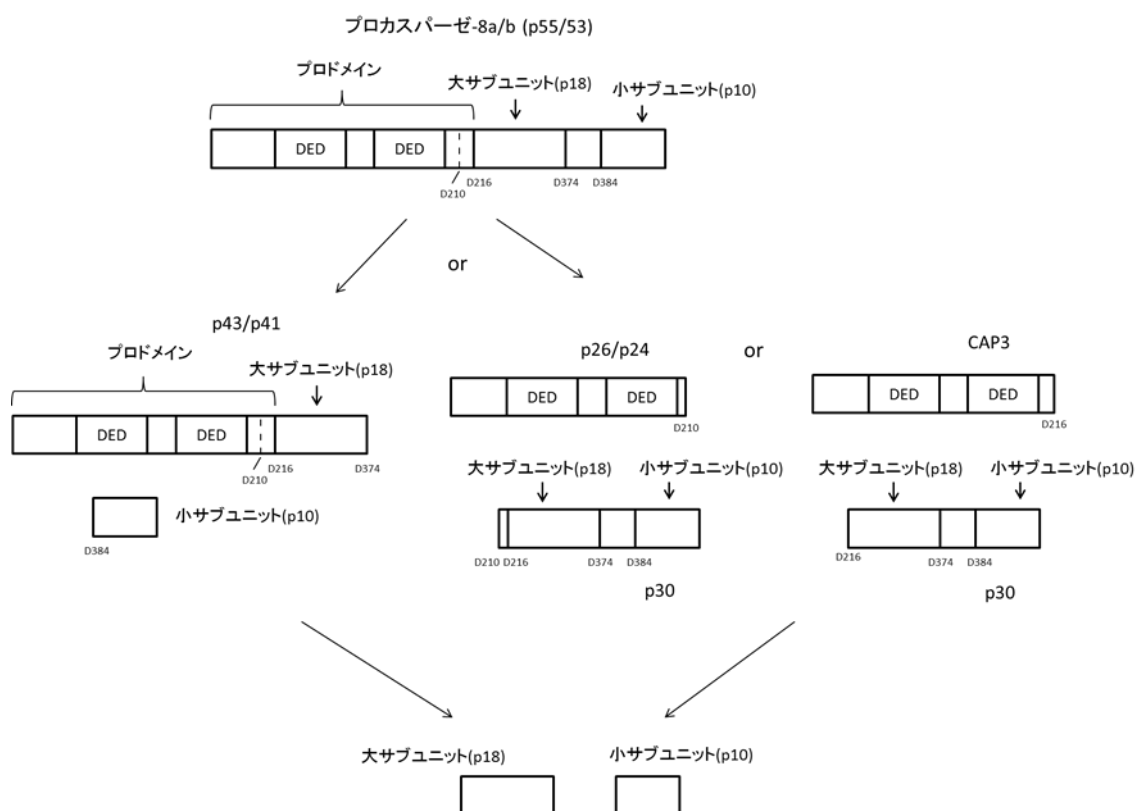 プロカスパーゼ-8a/b (p55/53)
プロドメイン
大サブユニット(p18)
小サブユニット(p10)
DED
DED
D210
D216
D374
D384
or
p43/p41
プロドメイン
大サブユニット(p18)
DED
DED
D210
D216
D374
小サブユニット(p10)
D384
p26/p24
or
CAP3
DED
DED
D210
DED
DED
D216
大サブユニット(p18)
小サブユニット(p10)
D210
D216
D374
D384
p30
大サブユニット(p18)
小サブユニット(p10)
D216
D374
D384
p30
大サブユニット(p18)
小サブユニット(p10)